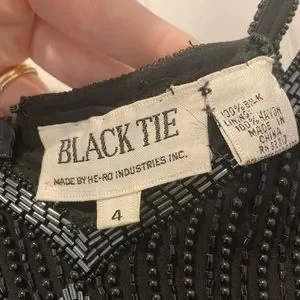 BLACK TIE
MADE BY HE-RO INDUSTRIES INC.
4
100% SILK
LINING:
100% RAYON
MADE IN
CHINA